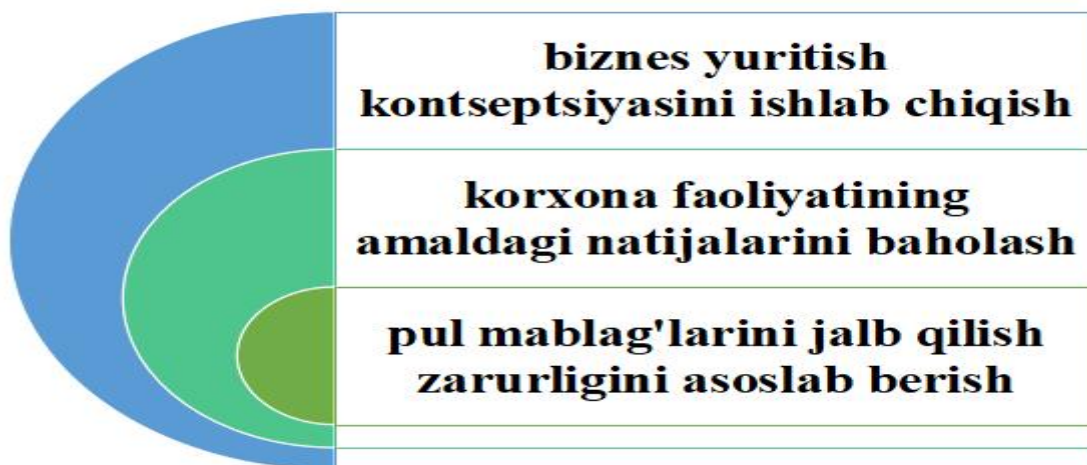 biznes yuritish
kontseptsiyasini ishlab chiqish
korxona faoliyatining
amaldagi natijalarini baholash
pul mablag'larini jalb qilish
zarurligini asoslab berish